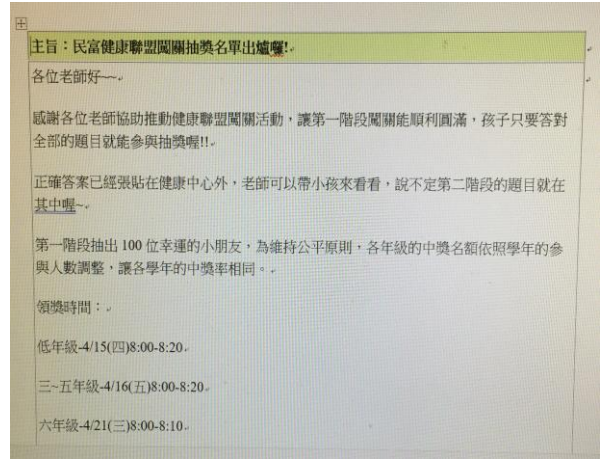 主旨：民富健康聯盟闖關抽獎名單出爐囉!
各位老師好~~
感謝各位老師協助推動健康聯盟闖關活動，讓第一階段闖關能順利圓滿，孩子只要答對
全部的題目就能參與抽獎喔!!
正確答案已經張貼在健康中心外，老師可以帶小孩來看看，說不定第二階段的題目就在
其中喔~
第一階段抽出 100 位幸運的小朋友，為維持公平原則，各年級的中獎名額依照學年的參
與人數調整，讓各學年的中獎率相同。
領獎時間：
低年級-4/15(四)8:00-8:20
三~五年級-4/16(五)8:00-8:20
六年級-4/21(三)8:00-8:10